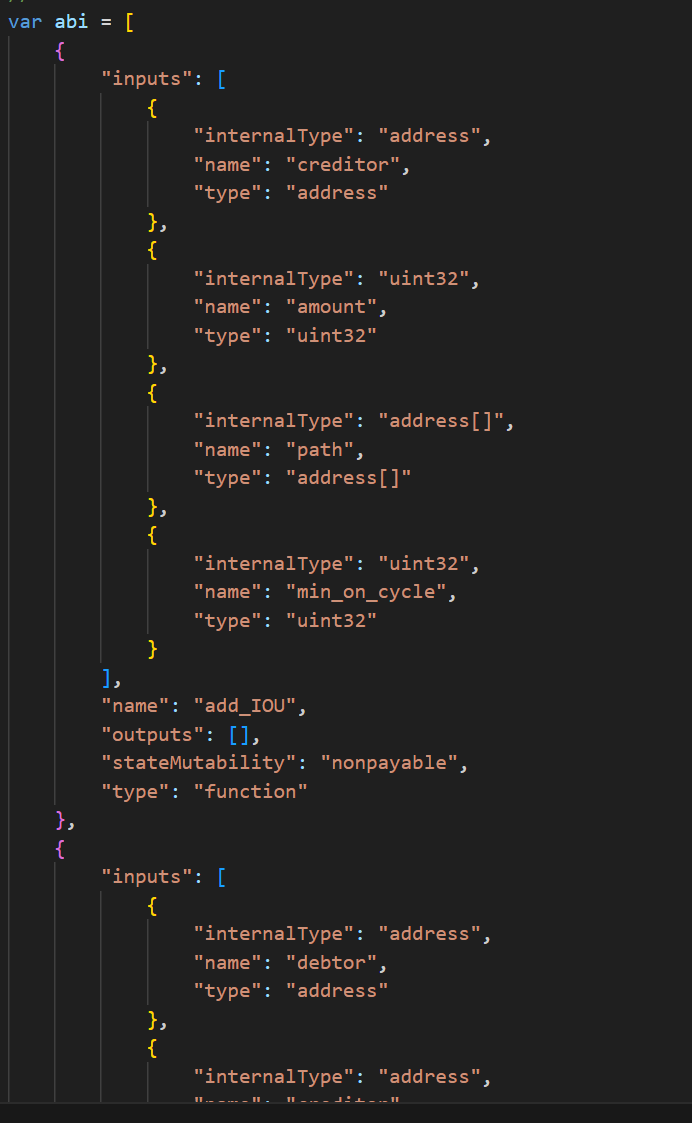 var abi = [
{
"inputs": [
{
"internalType": "address",
"name": "creditor",
"type": "address"
},
{
"internalType": "uint32",
"name": "amount",
"type": "uint32"
},
{
"internalType": "address[]",
"name": "path",
"type": "address[]"
},
{
"internalType": "uint32",
"name": "min_on_cycle",
"type": "uint32"
}
],
"name": "add_IOU",
"outputs": [],
"stateMutability": "nonpayable",
"type": "function"
},
{
"inputs": [
{
"internalType": "address",
"name": "debtor",
"type": "address"
},
{
"internalType": "address",